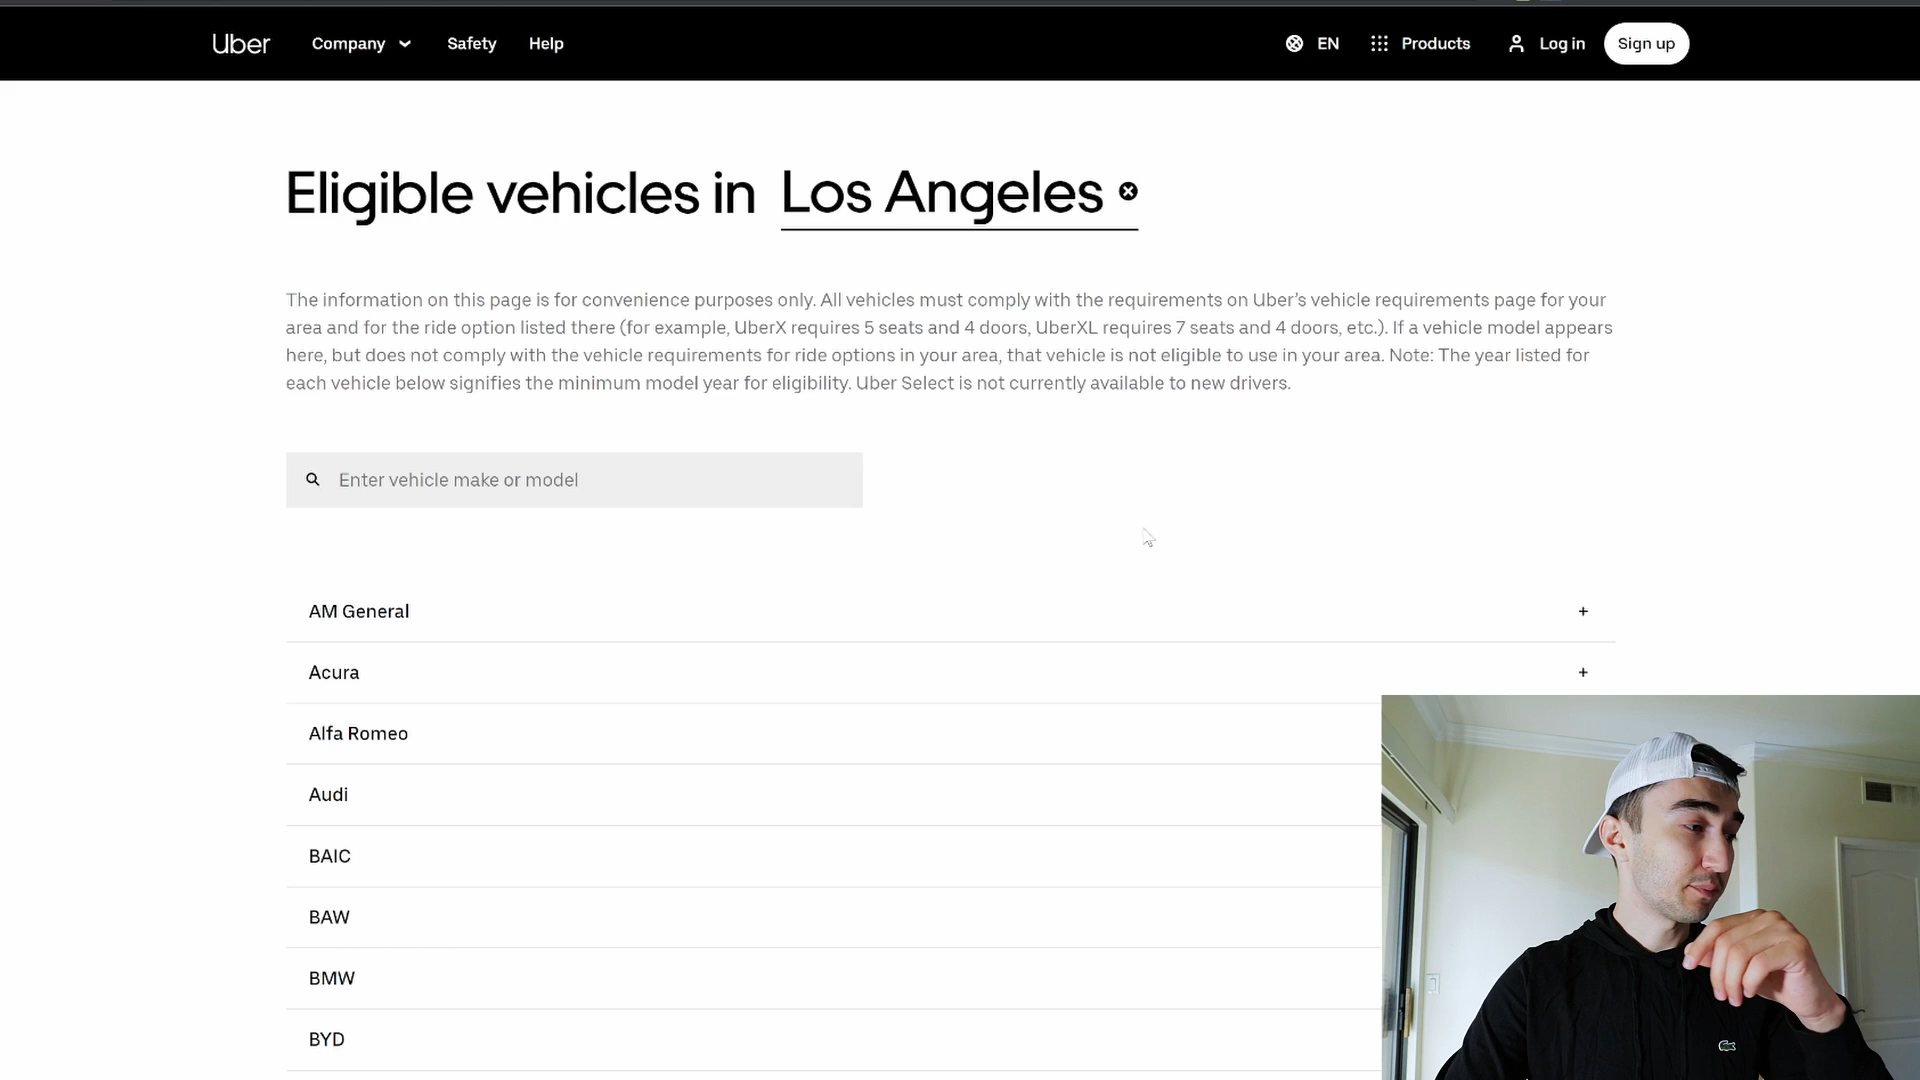 Uber Company Safety Help EN Products Log in Sign up
Eligible vehicles in Los Angeles
The information on this page is for convenience purposes only. All vehicles must comply with the requirements on Uber’s vehicle requirements page for your
area and for the ride option listed there (for example, UberX requires 5 seats and 4 doors, UberXL requires 7 seats and 4 doors, etc.). If a vehicle model appears
here, but does not comply with the vehicle requirements for ride options in your area, that vehicle is not eligible to use in your area. Note: The year listed for
each vehicle below signifies the minimum model year for eligibility. Uber Select is not currently available to new drivers.
Enter vehicle make or model
AM General +
Acura +
Alfa Romeo
Audi
BAIC
BAW
BMW
BYD